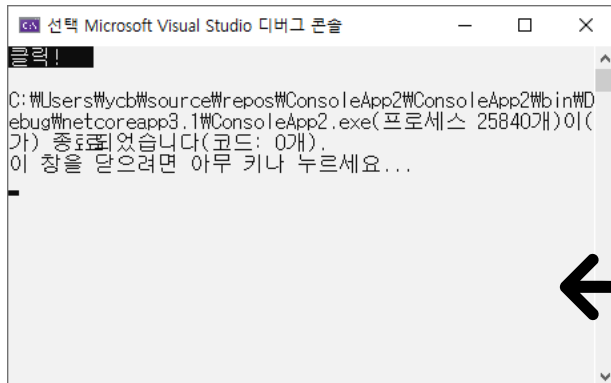 선택 Microsoft Visual Studio 디버그 콘솔
클릭!
C:₩Users₩ycb₩source₩repos₩ConsoleApp2₩ConsoleApp2₩bin₩D
ebug₩netcoreapp3.1₩ConsoleApp2.exe(프로세스 25840개)이(
가) 종료되었습니다(코드: 0개).
이 창을 닫으려면 아무 키나 누르세요...